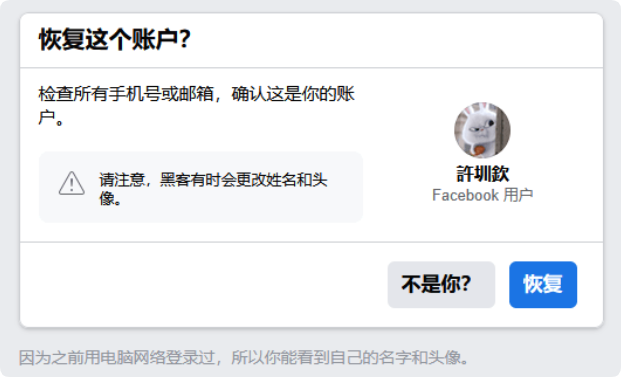 恢复这个账户？
检查所有手机号或邮箱，确认这是你的账
户。
请注意，黑客有时会更改姓名和头
像。
許圳欽
Facebook 用户
不是你？
恢复
因为之前用电脑网络登录过，所以你能看到自己的名字和头像。